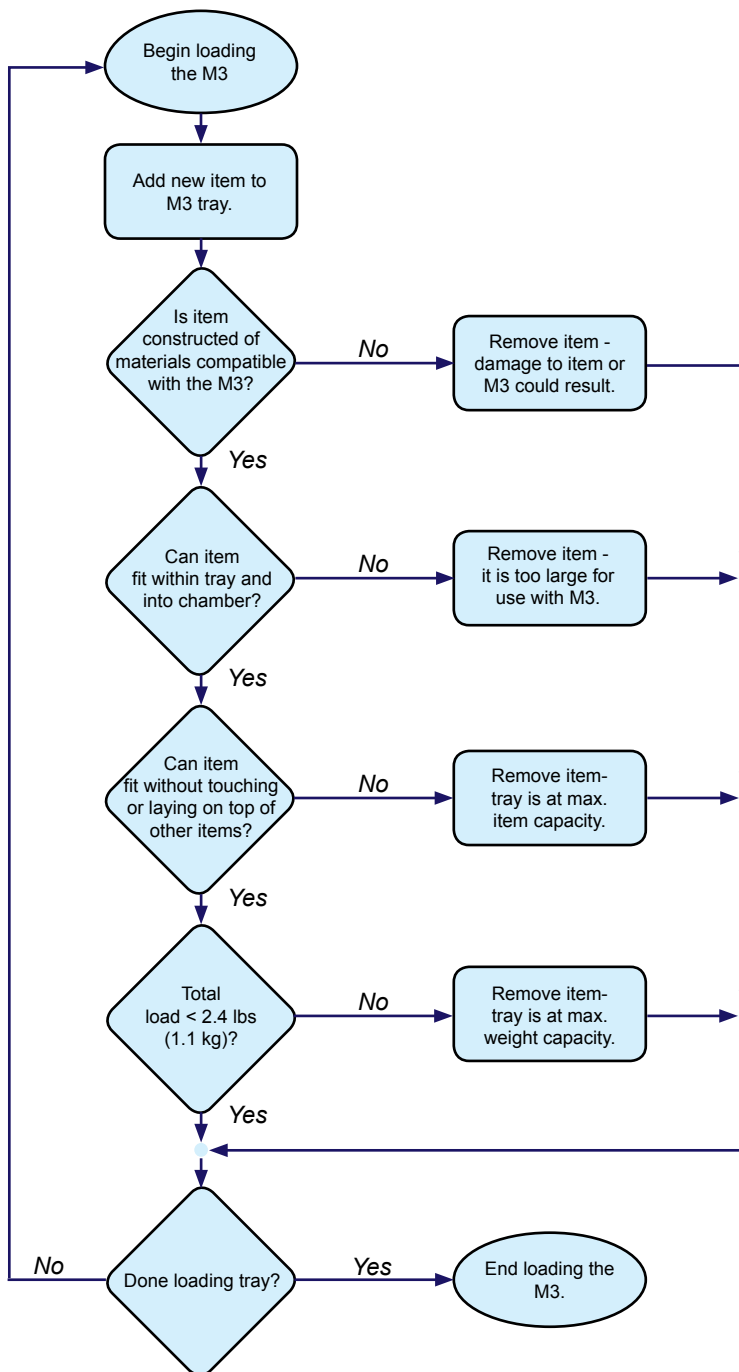 Begin loading
the M3
Add new item to
M3 tray.
Is item
constructed of
materials compatible
with the M3?
No
Remove item -
damage to item or
M3 could result.
Yes
Can item
fit within tray and
into chamber?
No
Remove item -
it is too large for
use with M3.
Yes
Can item
fit without touching
or laying on top of
other items?
No
Remove item-
tray is at max.
item capacity.
Yes
Total
load < 2.4 lbs
(1.1 kg)?
No
Remove item-
tray is at max.
weight capacity.
Yes
No
Done loading tray?
Yes
End loading the
M3.